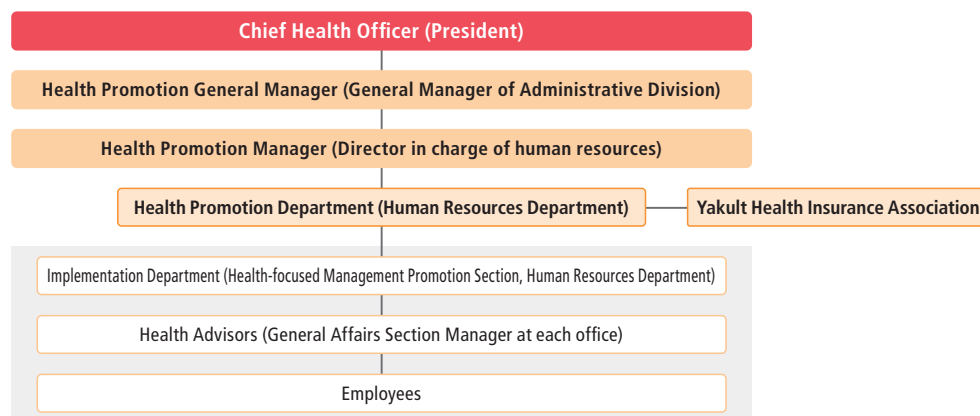 Chief Health Officer (President)
Health Promotion General Manager (General Manager of Administrative Division)
Health Promotion Manager (Director in charge of human resources)
Health Promotion Department (Human Resources Department)
Yakult Health Insurance Association
Implementation Department (Health-focused Management Promotion Section, Human Resources Department)
Health Advisors (General Affairs Section Manager at each office)
Employees